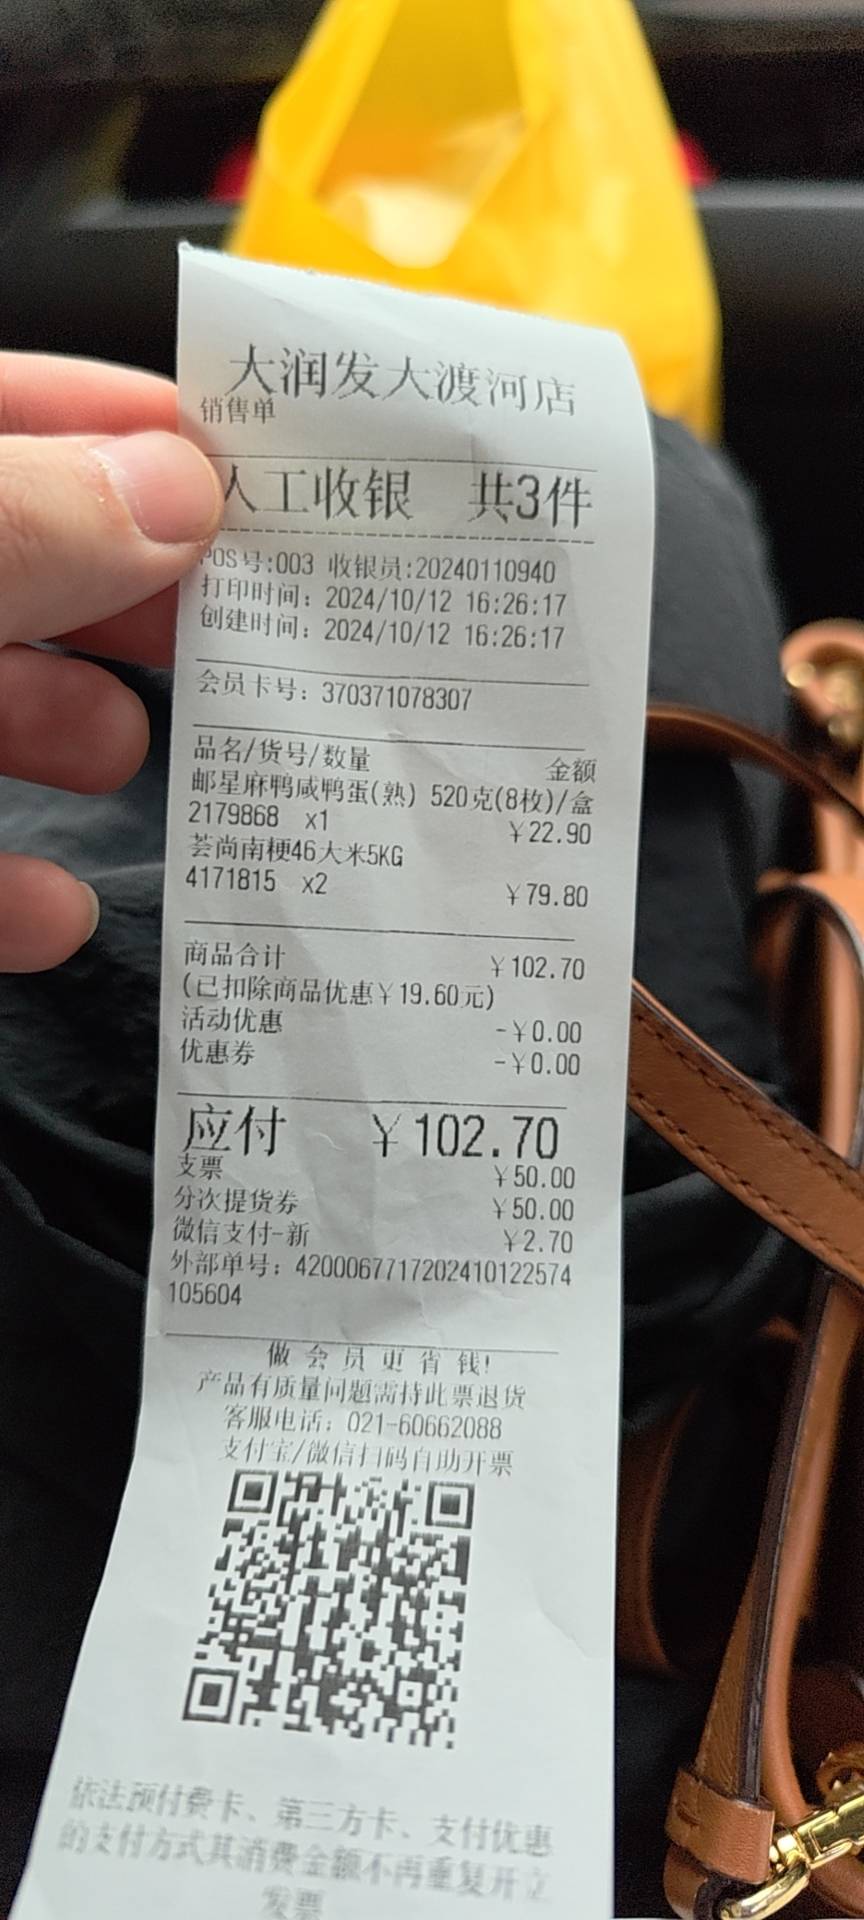 大润发大渡河店
销售单
人工收银 共3件
POS号:003 收银员:20240110940
打印时间: 2024/10/12 16:26:17
创建时间: 2024/10/12 16:26:17
会员卡号: 370371078307
品名/货号/数量 金额
邮星麻鸭咸鸭蛋(熟) 520克(8枚)/盒
2179868 x1 ¥22.90
荟尚南粳46大米5KG
4171815 x2 ¥79.80
商品合计 ¥102.70
(已扣除商品优惠¥19.60元)
活动优惠 -¥0.00
优惠券 -¥0.00
应付 ¥102.70
支票 ¥50.00
分次提货券 ¥50.00
微信支付-新 ¥2.70
外部单号: 4200067717202410122574
105604
做会员更省钱!
产品有质量问题需持此票退货
客服电话: 021-60662088
支付宝/微信扫码自助开票
依法预付费卡、第三方卡、支付优惠
的支付方式其消费金额不再重复开立
发票